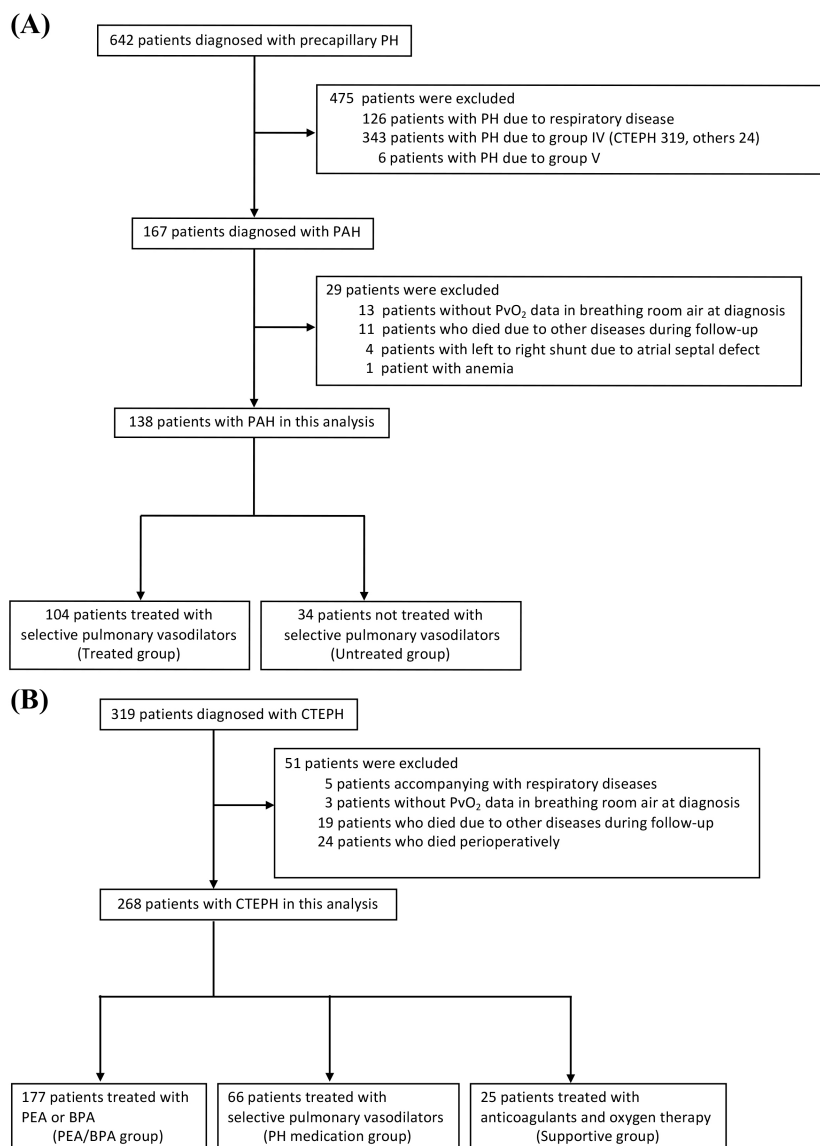 (A)
642 patients diagnosed with precapillary PH
475 patients were excluded
126 patients with PH due to respiratory disease
343 patients with PH due to group IV (CTEPH 319, others 24)
6 patients with PH due to group V
167 patients diagnosed with PAH
29 patients were excluded
13 patients without PvO₂ data in breathing room air at diagnosis
11 patients who died due to other diseases during follow-up
4 patients with left to right shunt due to atrial septal defect
1 patient with anemia
138 patients with PAH in this analysis
104 patients treated with
selective pulmonary vasodilators
(Treated group)
34 patients not treated with
selective pulmonary vasodilators
(Untreated group)
(B)
319 patients diagnosed with CTEPH
51 patients were excluded
5 patients accompanying with respiratory diseases
3 patients without PvO₂ data in breathing room air at diagnosis
19 patients who died due to other diseases during follow-up
24 patients who died perioperatively
268 patients with CTEPH in this analysis
177 patients treated with
PEA or BPA
(PEA/BPA group)
66 patients treated with
selective pulmonary vasodilators
(PH medication group)
25 patients treated with
anticoagulants and oxygen therapy
(Supportive group)